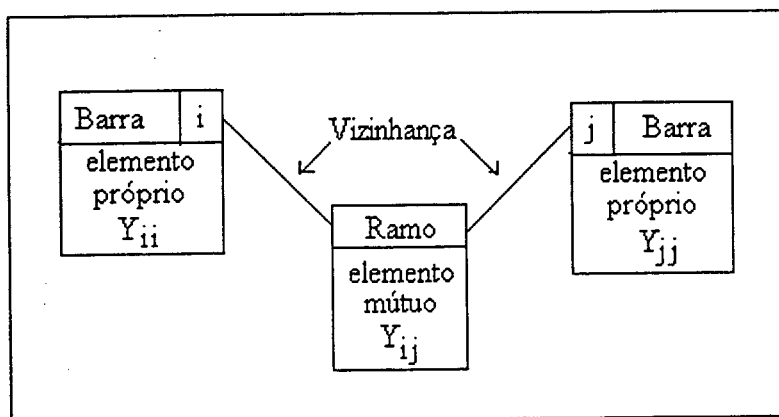 Barra i
elemento
próprio
Yii
Vizinhança
j Barra
elemento
próprio
Yjj
Ramo
elemento
mútuo
Yij